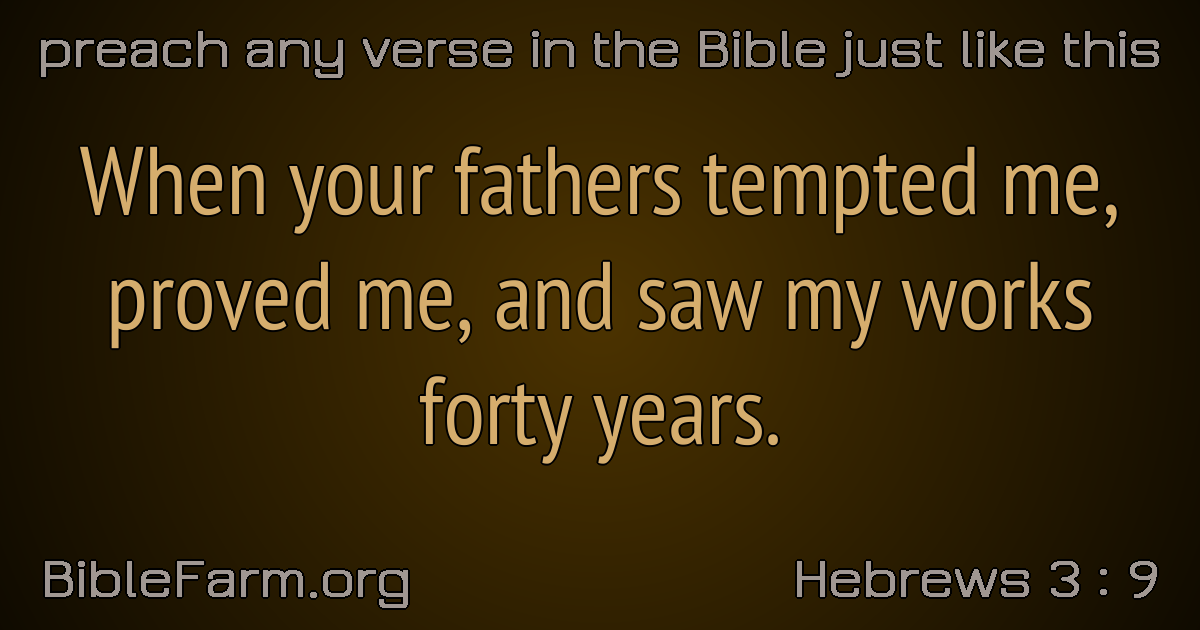 preach any verse in the Bible just like this
When your fathers tempted me,
proved me, and saw my works
forty years.
BibleFarm.org
Hebrews 3 : 9